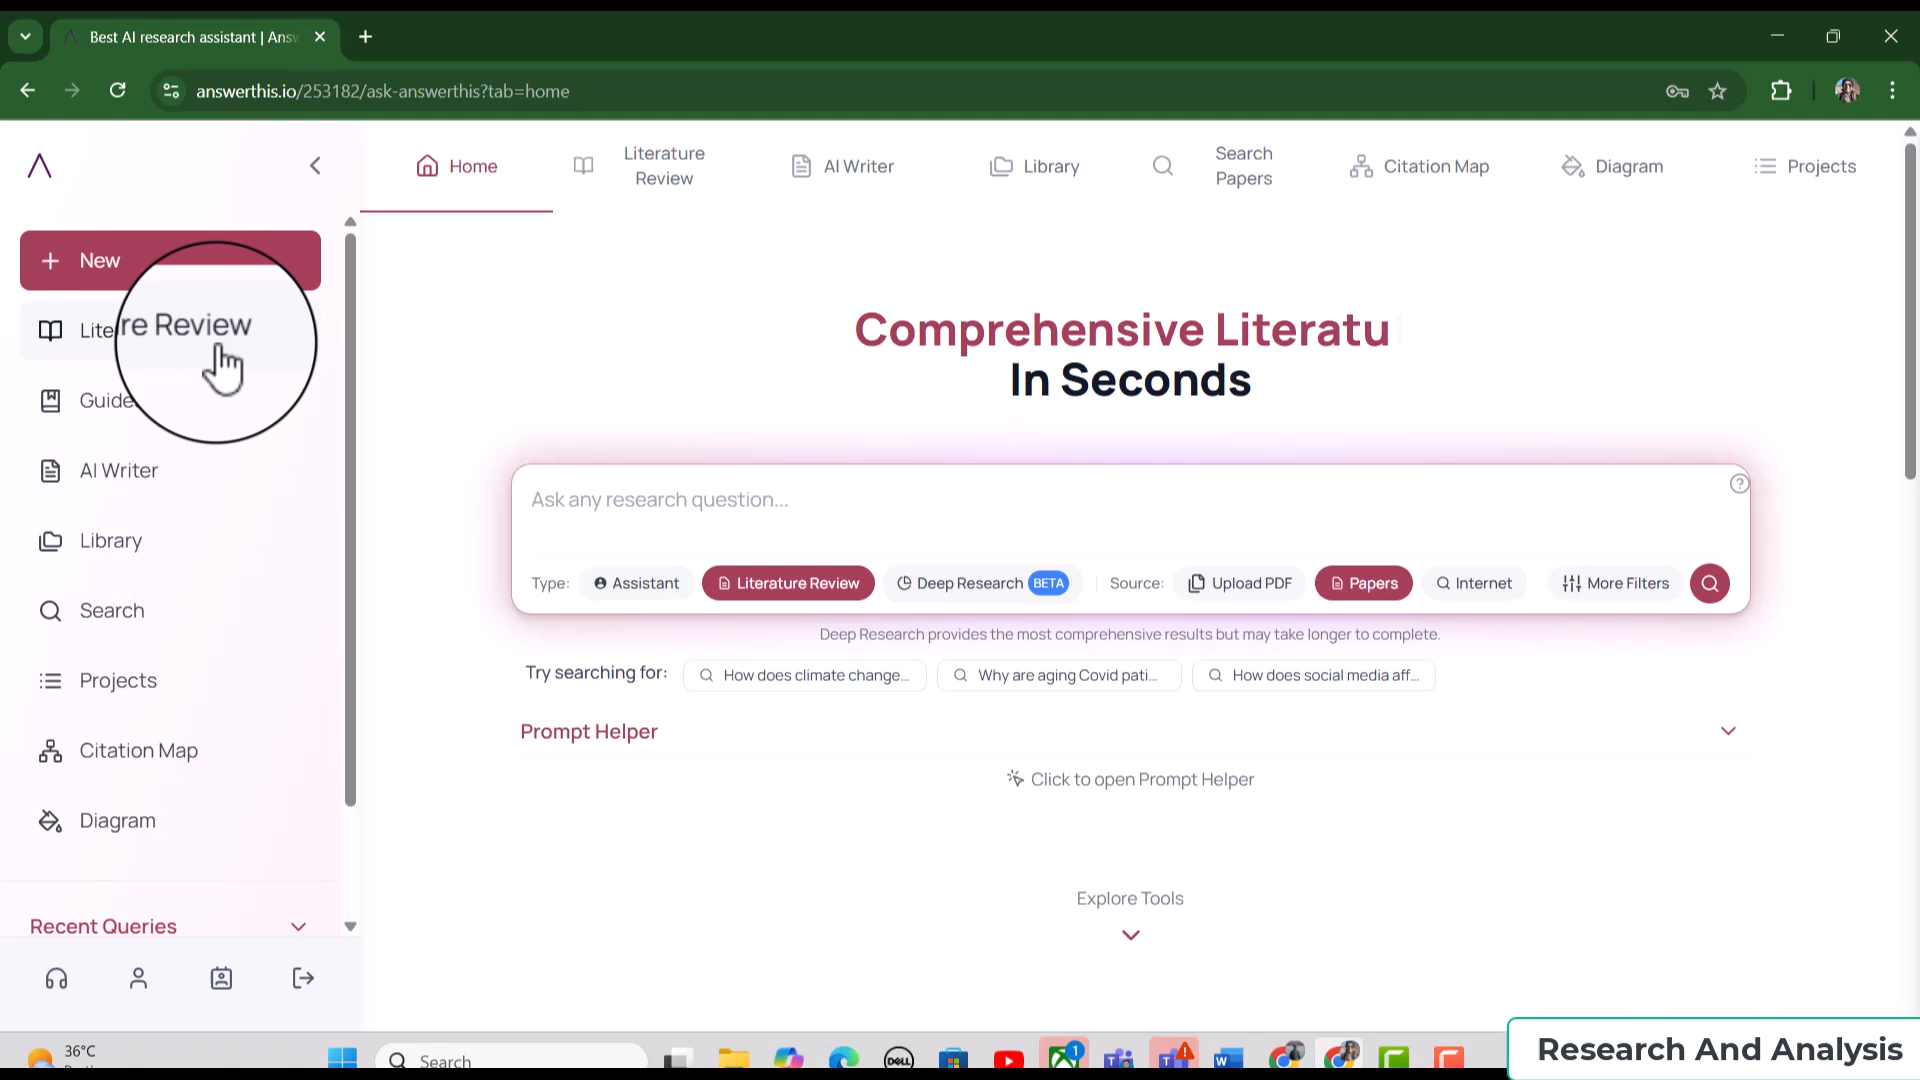 Best AI research assistant | Ans
answerthis.io/253182/ask-answerthis?tab=home
Home
Literature Review
AI Writer
Library
Search Papers
Citation Map
Diagram
Projects
New
Lite
re Review
Guide
AI Writer
Library
Search
Projects
Citation Map
Diagram
Recent Queries
Comprehensive Literatu
In Seconds
Ask any research question...
Type: Assistant Literature Review Deep Research BETA Source: Upload PDF Papers Internet More Filters
Deep Research provides the most comprehensive results but may take longer to complete.
Try searching for: How does climate change... Why are aging Covid pati... How does social media aff...
Prompt Helper
Click to open Prompt Helper
Explore Tools
36°C
Search
DELL
1
Research And Analysis